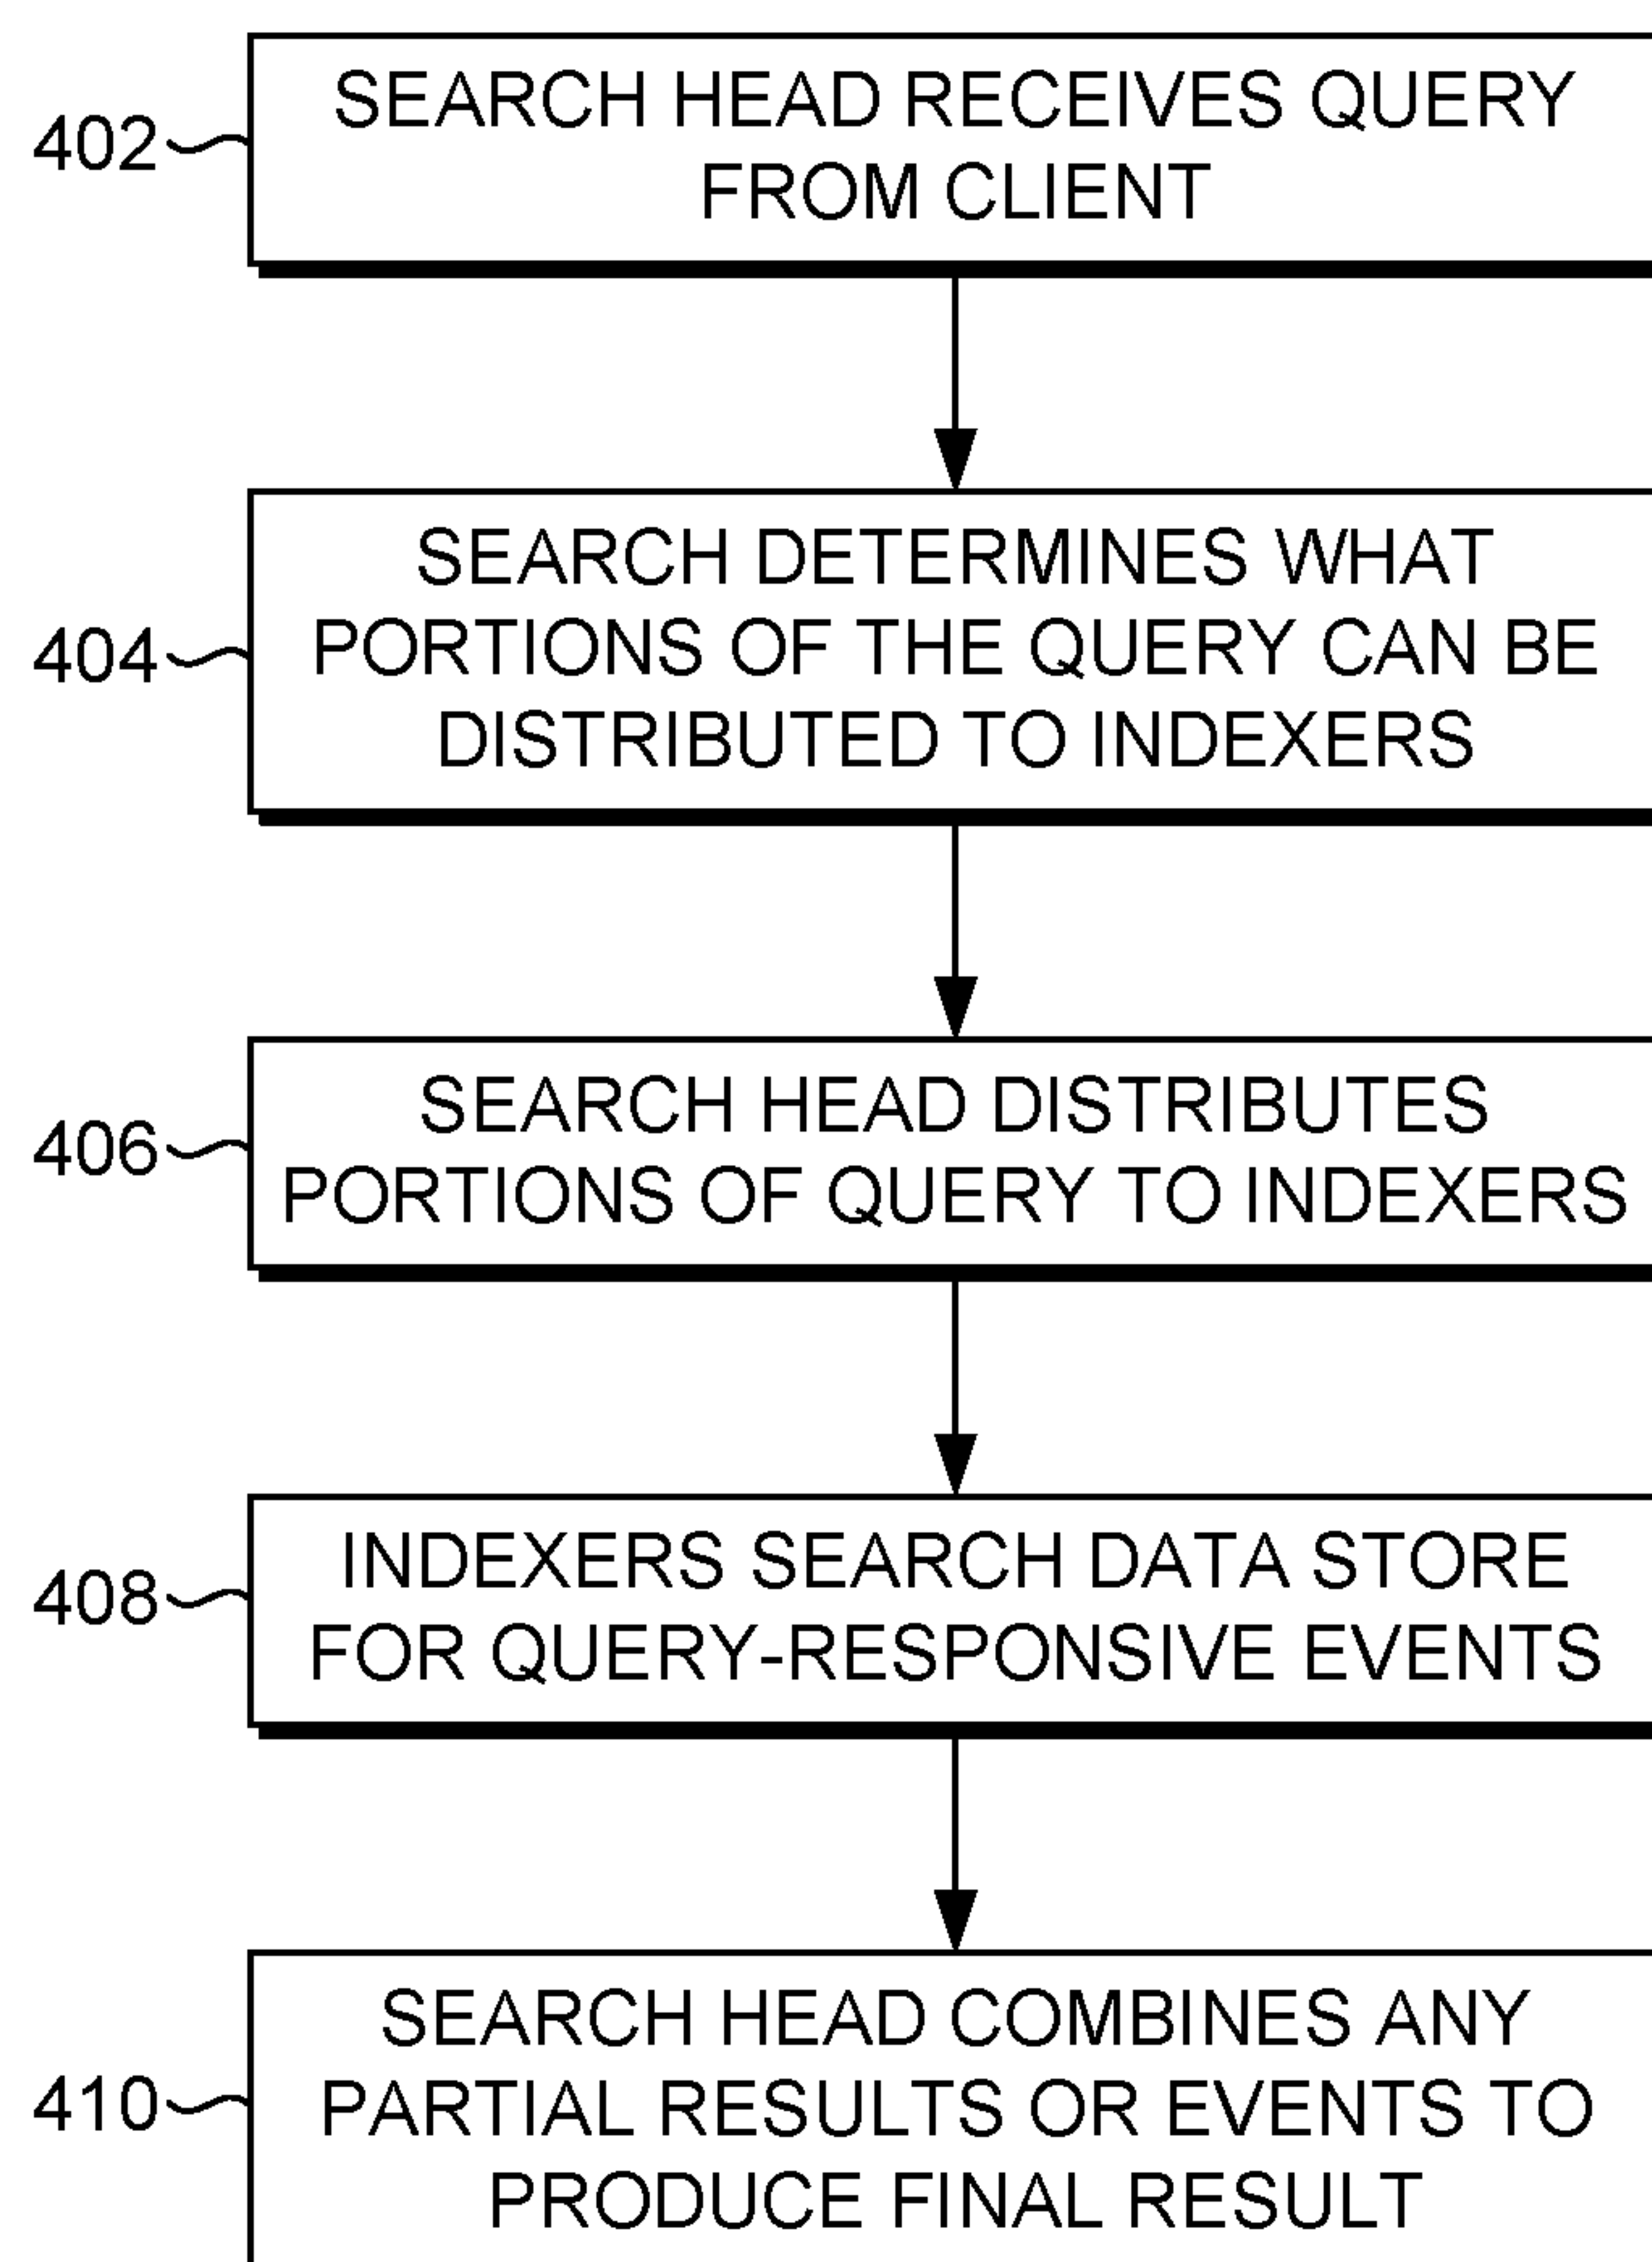 402
SEARCH HEAD RECEIVES QUERY
FROM CLIENT
404
SEARCH DETERMINES WHAT
PORTIONS OF THE QUERY CAN BE
DISTRIBUTED TO INDEXERS
406
SEARCH HEAD DISTRIBUTES
PORTIONS OF QUERY TO INDEXERS
408
INDEXERS SEARCH DATA STORE
FOR QUERY-RESPONSIVE EVENTS
410
SEARCH HEAD COMBINES ANY
PARTIAL RESULTS OR EVENTS TO
PRODUCE FINAL RESULT